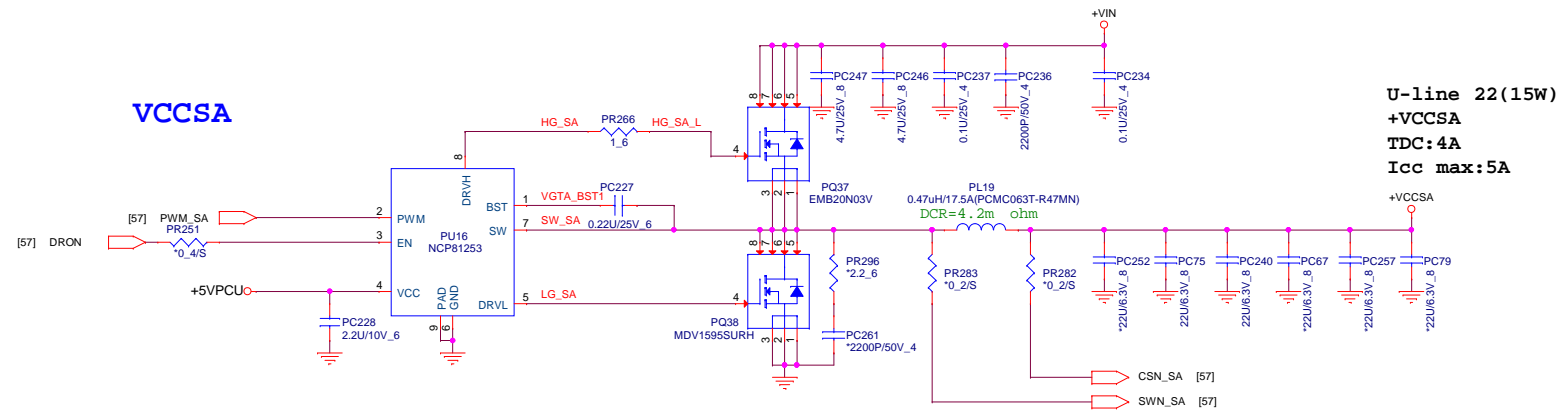 +VIN
VCCSA
U-line 22(15W)
+VCCSA
TDC:4A
Icc max:5A
8
7
6
5
PC247
4.7U/25V_8
PC246
4.7U/25V_8
PC237
0.1U/25V_4
PC236
2200P/50V_4
PC234
0.1U/25V_4
HG_SA
PR266
1_6
HG_SA_L
4
3
2
1
PQ37
EMB20N03V
8
DRVH
[57] PWM_SA
2
PWM
BST
1
VGTA_BST1
PC227
0.22U/25V_6
SW
7
SW_SA
[57] DRON
PR251
*0_4/S
3
EN
PU16
NCP81253
+5VPCU
4
VCC
PAD
GND
9
6
DRVL
5
LG_SA
PC228
2.2U/10V_6
8
7
6
5
4
3
2
1
PQ38
MDV1595SURH
PR296
*2.2_6
PC261
*2200P/50V_4
PL19
0.47uH/17.5A(PCMC063T-R47MN)
DCR=4.2m ohm
PR283
*0_2/S
PR282
*0_2/S
+VCCSA
PC252
*22U/6.3V_8
PC75
22U/6.3V_8
PC240
22U/6.3V_8
PC67
*22U/6.3V_8
PC257
*22U/6.3V_8
PC79
22U/6.3V_8
CSN_SA [57]
SWN_SA [57]